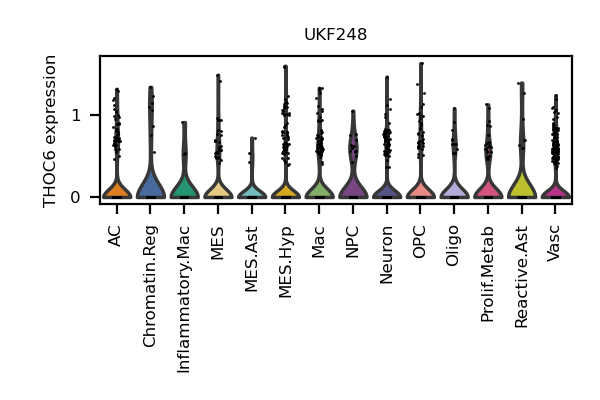 UKF248
THOC6 expression
1
0
AC
Chromatin.Reg
Inflammatory.Mac
MES
MES.Ast
MES.Hyp
Mac
NPC
Neuron
OPC
Oligo
Prolif.Metab
Reactive.Ast
Vasc